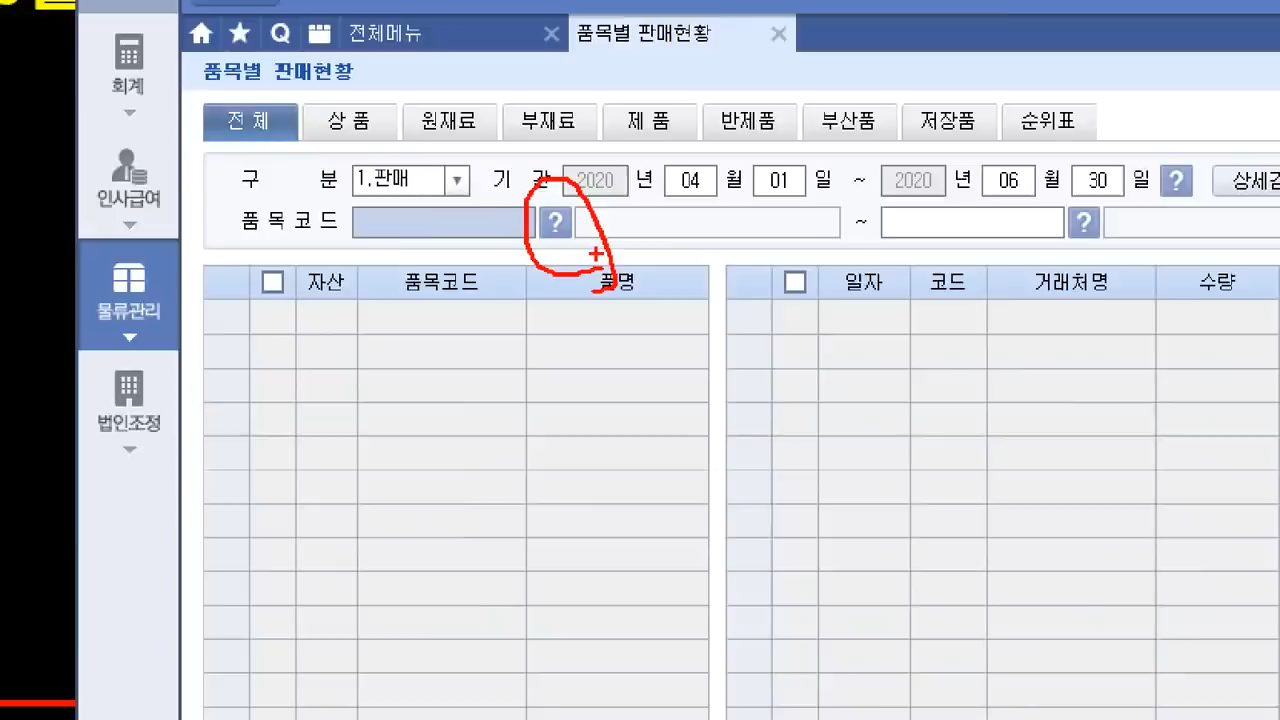 전체메뉴
품목별 판매현황
품목별 판매현황
회계
인사급여
물류관리
법인조정
전 체
상 품
원재료
부재료
제 품
반제품
부산품
저장품
순위표
구 분 1.판매 기 간 2020 년 04 월 01 일 ~ 2020 년 06 월 30 일 ?
품 목 코 드 ? ~ ?
자산 품목코드 품명
일자 코드 거래처명 수량